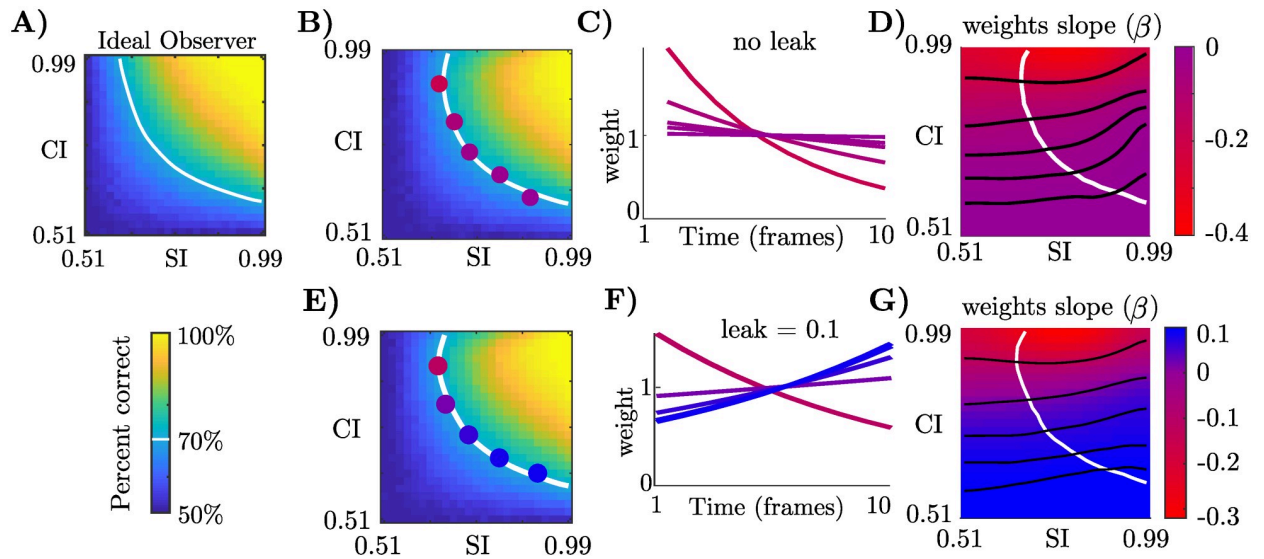 A)
Ideal Observer
0.99
CI
0.51
0.51 SI 0.99
B)
0.99
CI
0.51
0.51 SI 0.99
C)
no leak
weight
1
0
1 Time (frames) 10
D)
weights slope (β)
0.99
CI
0.51
0.51 SI 0.99
0
-0.2
-0.4
Percent correct
100%
70%
50%
E)
0.99
CI
0.51
0.51 SI 0.99
F)
leak = 0.1
weight
1
0
1 Time (frames) 10
G)
weights slope (β)
0.99
CI
0.51
0.51 SI 0.99
0.1
0
-0.1
-0.2
-0.3